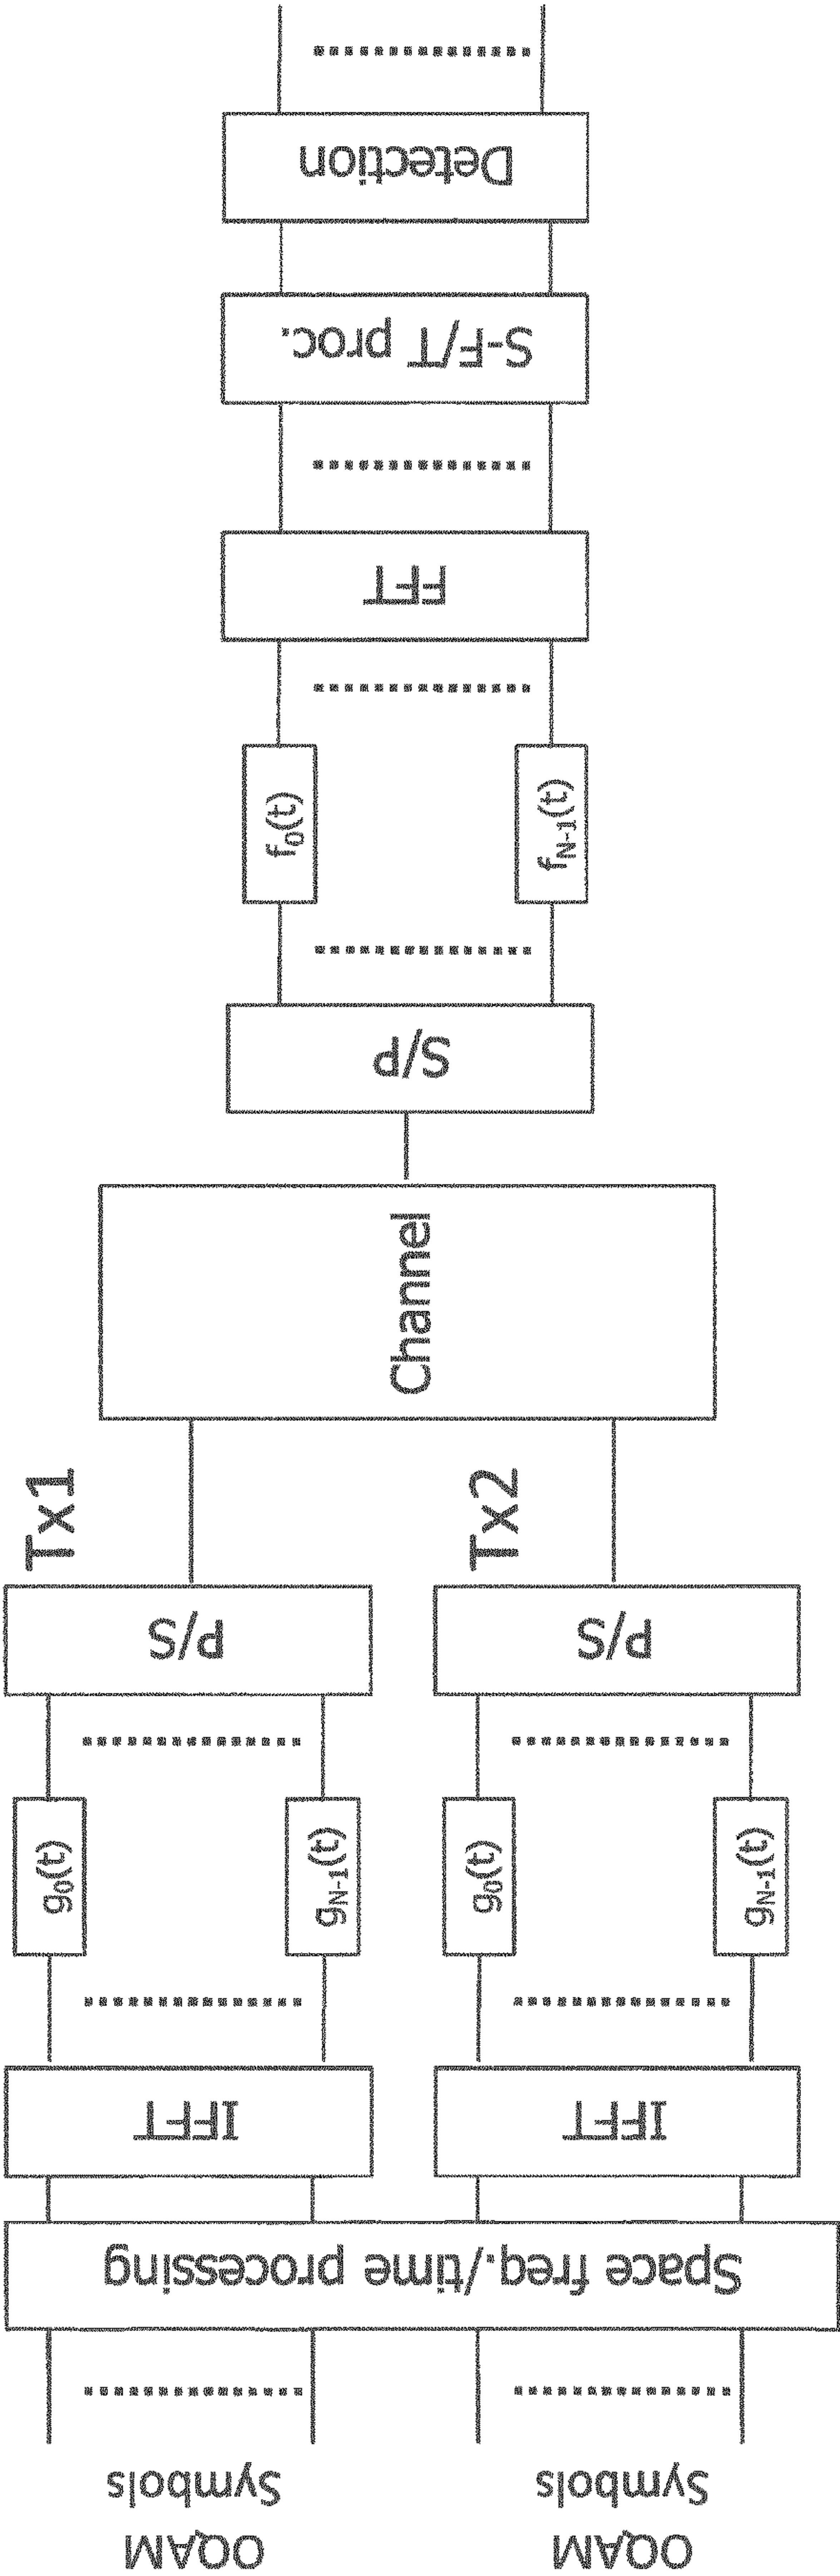 OQAM
Symbols
OQAM
Symbols
Space freq./time processing
IFFT
IFFT
g0(t)
gN-1(t)
g0(t)
gN-1(t)
P/S
P/S
Tx1
Tx2
Channel
S/P
f0(t)
fN-1(t)
FFT
S-F/T proc.
Detection